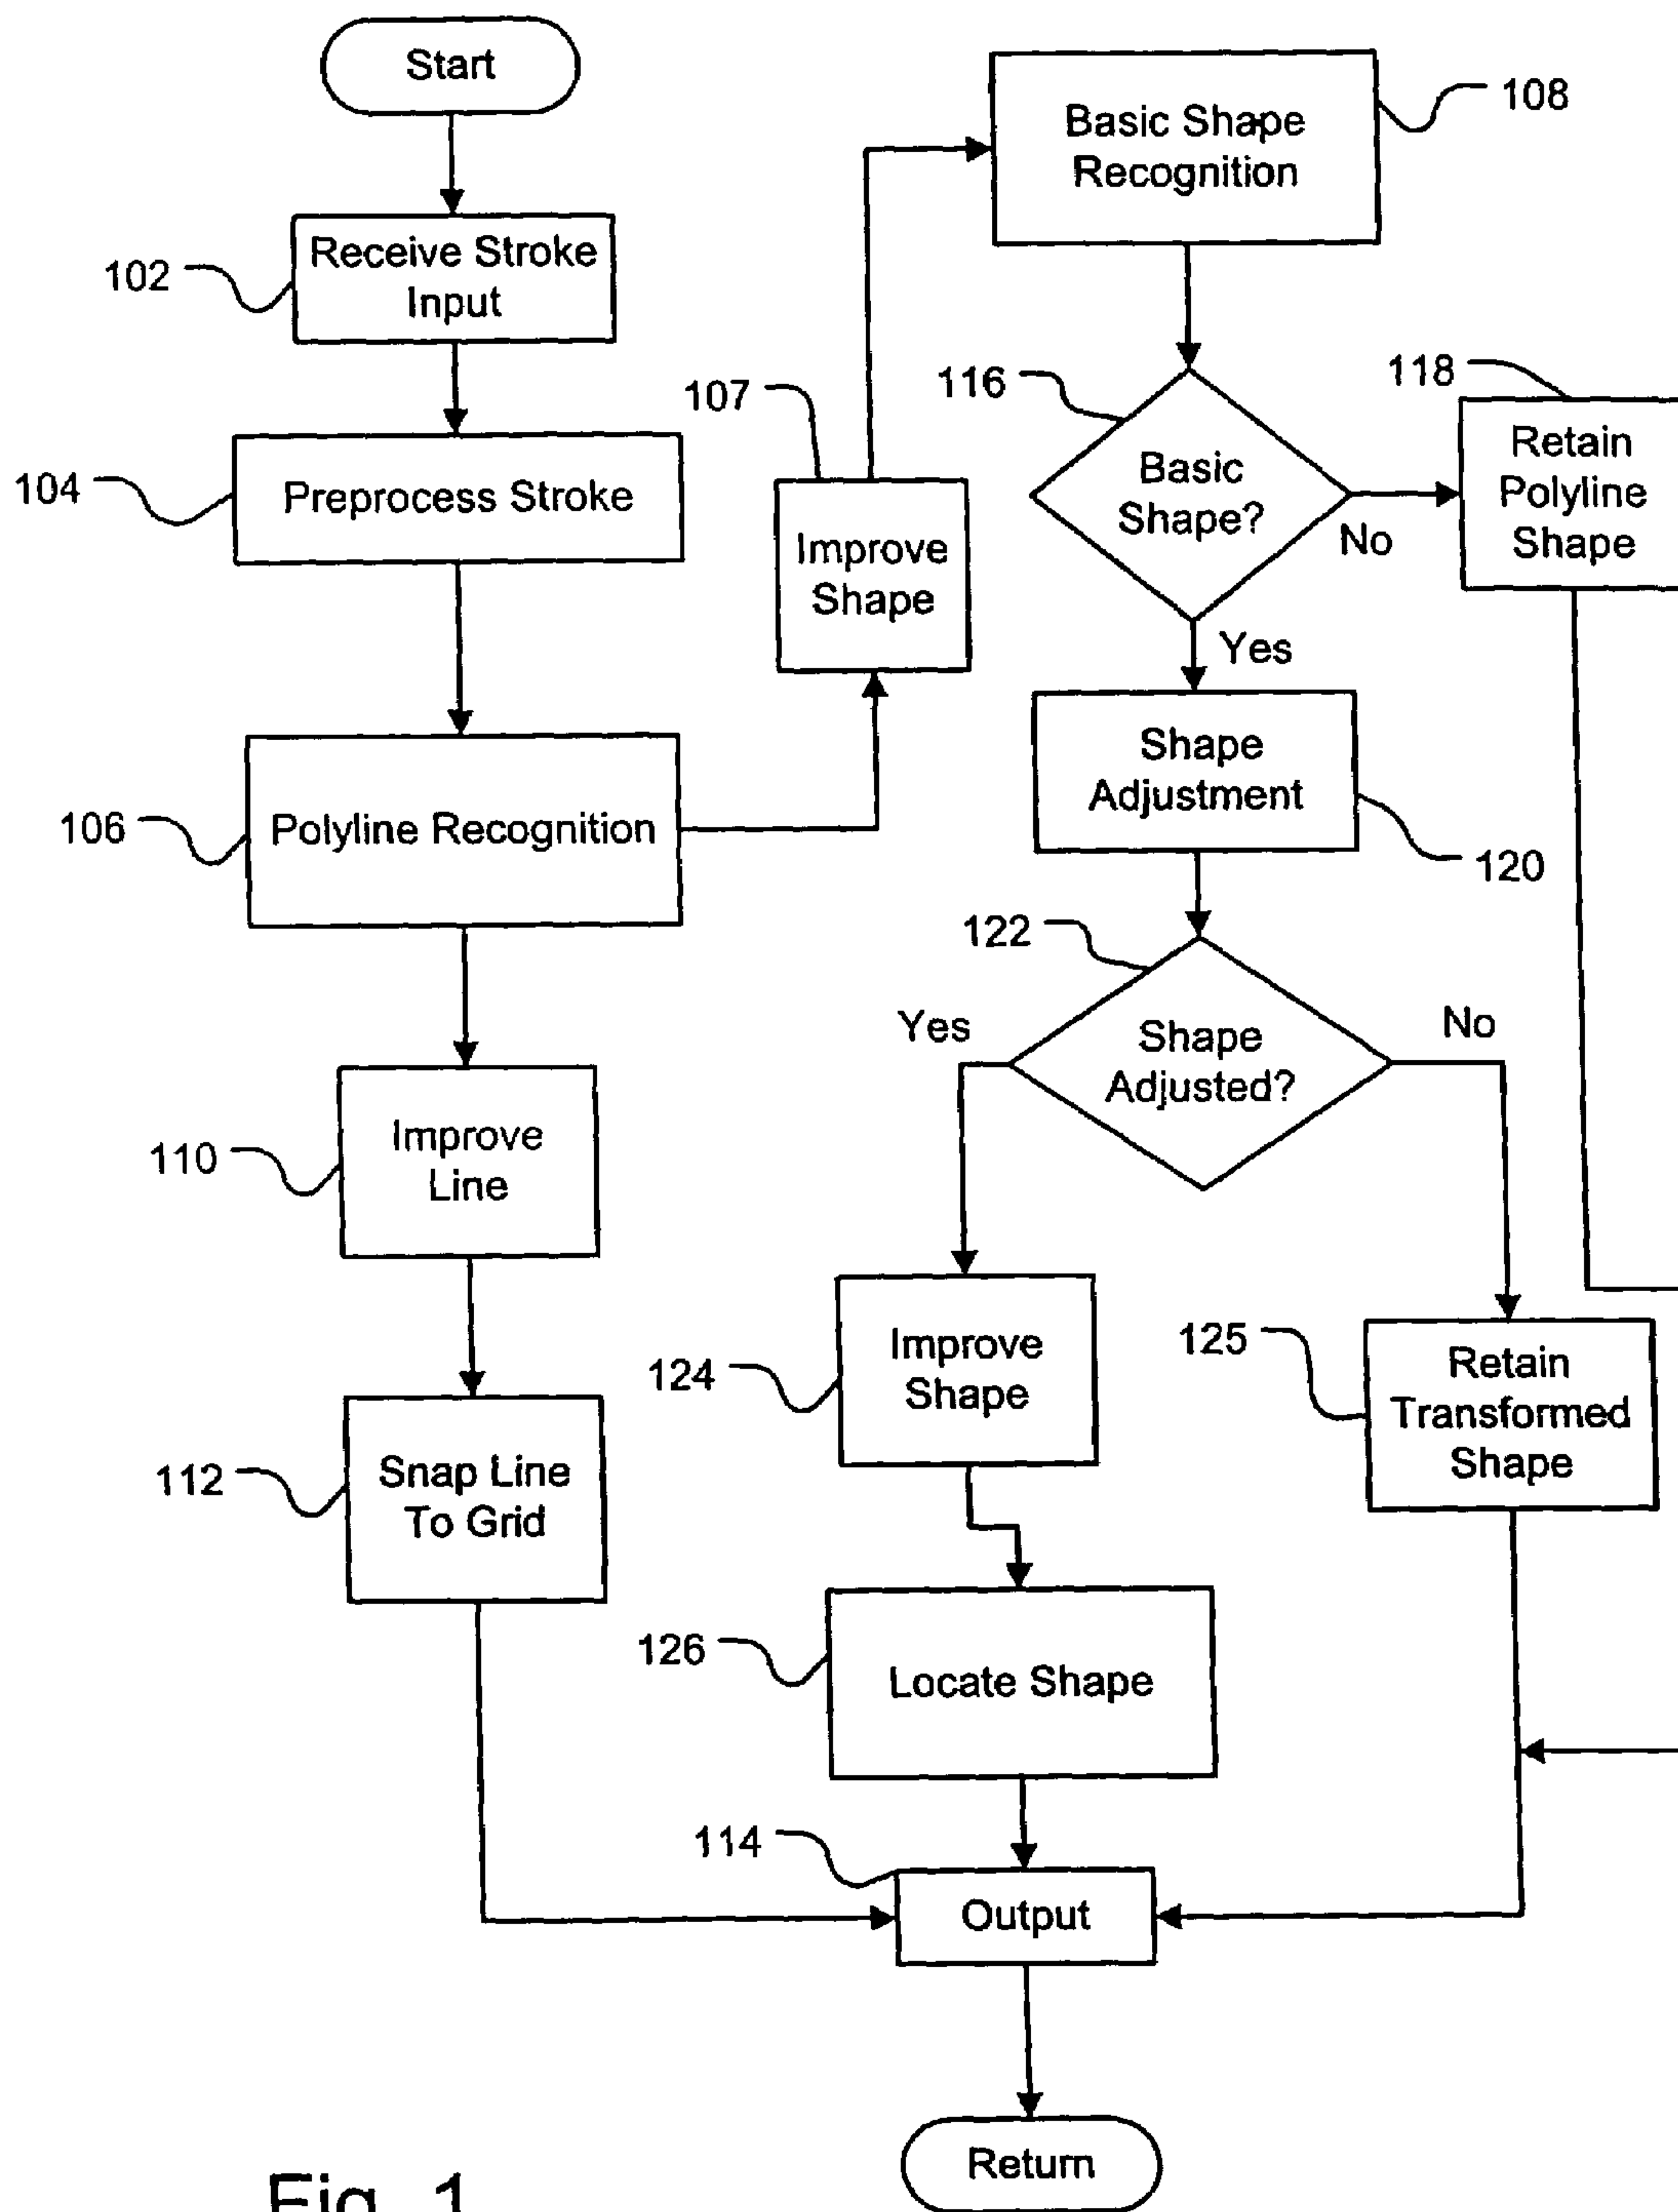 Start
102
Receive Stroke
Input
104
Preprocess Stroke
106
Polyline Recognition
107
Improve
Shape
108
Basic Shape
Recognition
116
Basic
Shape?
No
Yes
118
Retain
Polyline
Shape
Shape
Adjustment
120
122
Shape
Adjusted?
Yes
No
110
Improve
Line
112
Snap Line
To Grid
124
Improve
Shape
125
Retain
Transformed
Shape
126
Locate Shape
114
Output
Return
Fig. 1